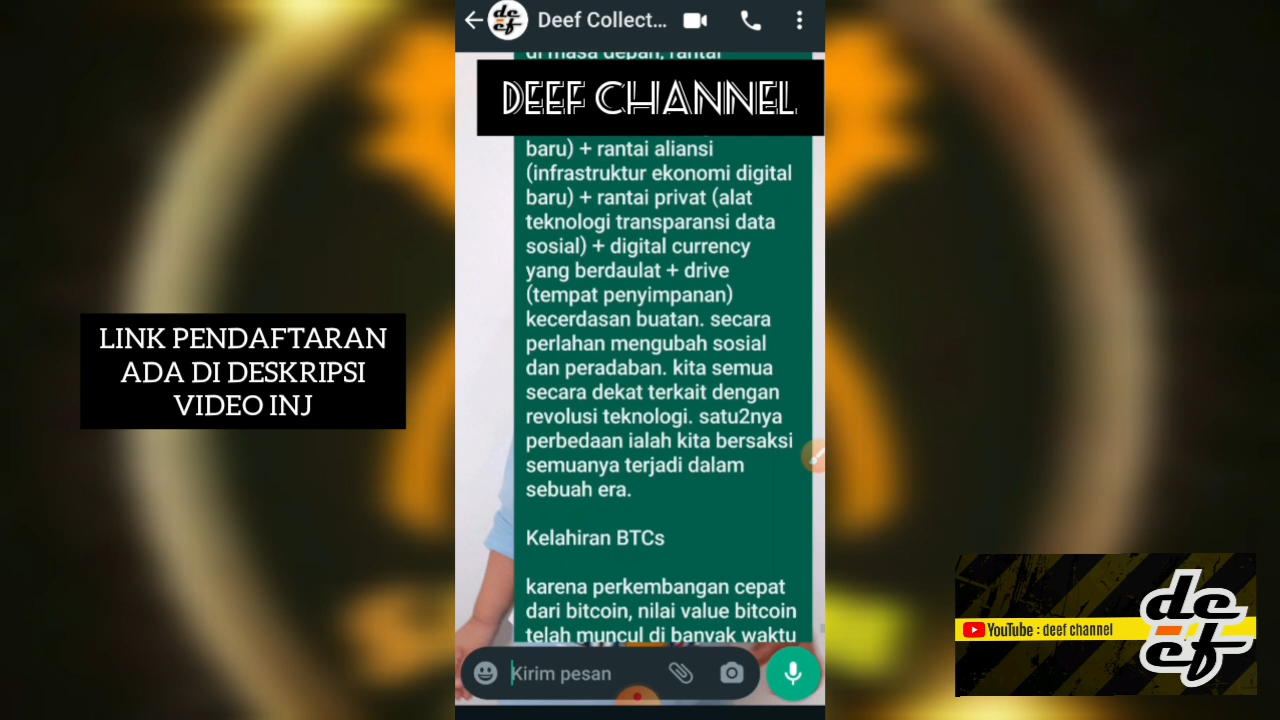 Deef Collect...
di masa depan, rantai
DEEF CHANNEL
baru) + rantai aliansi
(infrastruktur ekonomi digital
baru) + rantai privat (alat
teknologi transparansi data
sosial) + digital currency
yang berdaulat + drive
(tempat penyimpanan)
kecerdasan buatan. secara
perlahan mengubah sosial
dan peradaban. kita semua
secara dekat terkait dengan
revolusi teknologi. satu2nya
perbedaan ialah kita bersaksi
semuanya terjadi dalam
sebuah era.
Kelahiran BTCs
karena perkembangan cepat
dari bitcoin, nilai value bitcoin
telah muncul di banyak waktu
Kirim pesan
LINK PENDAFTARAN
ADA DI DESKRIPSI
VIDEO INJ
YouTube : deef channel
de
ef